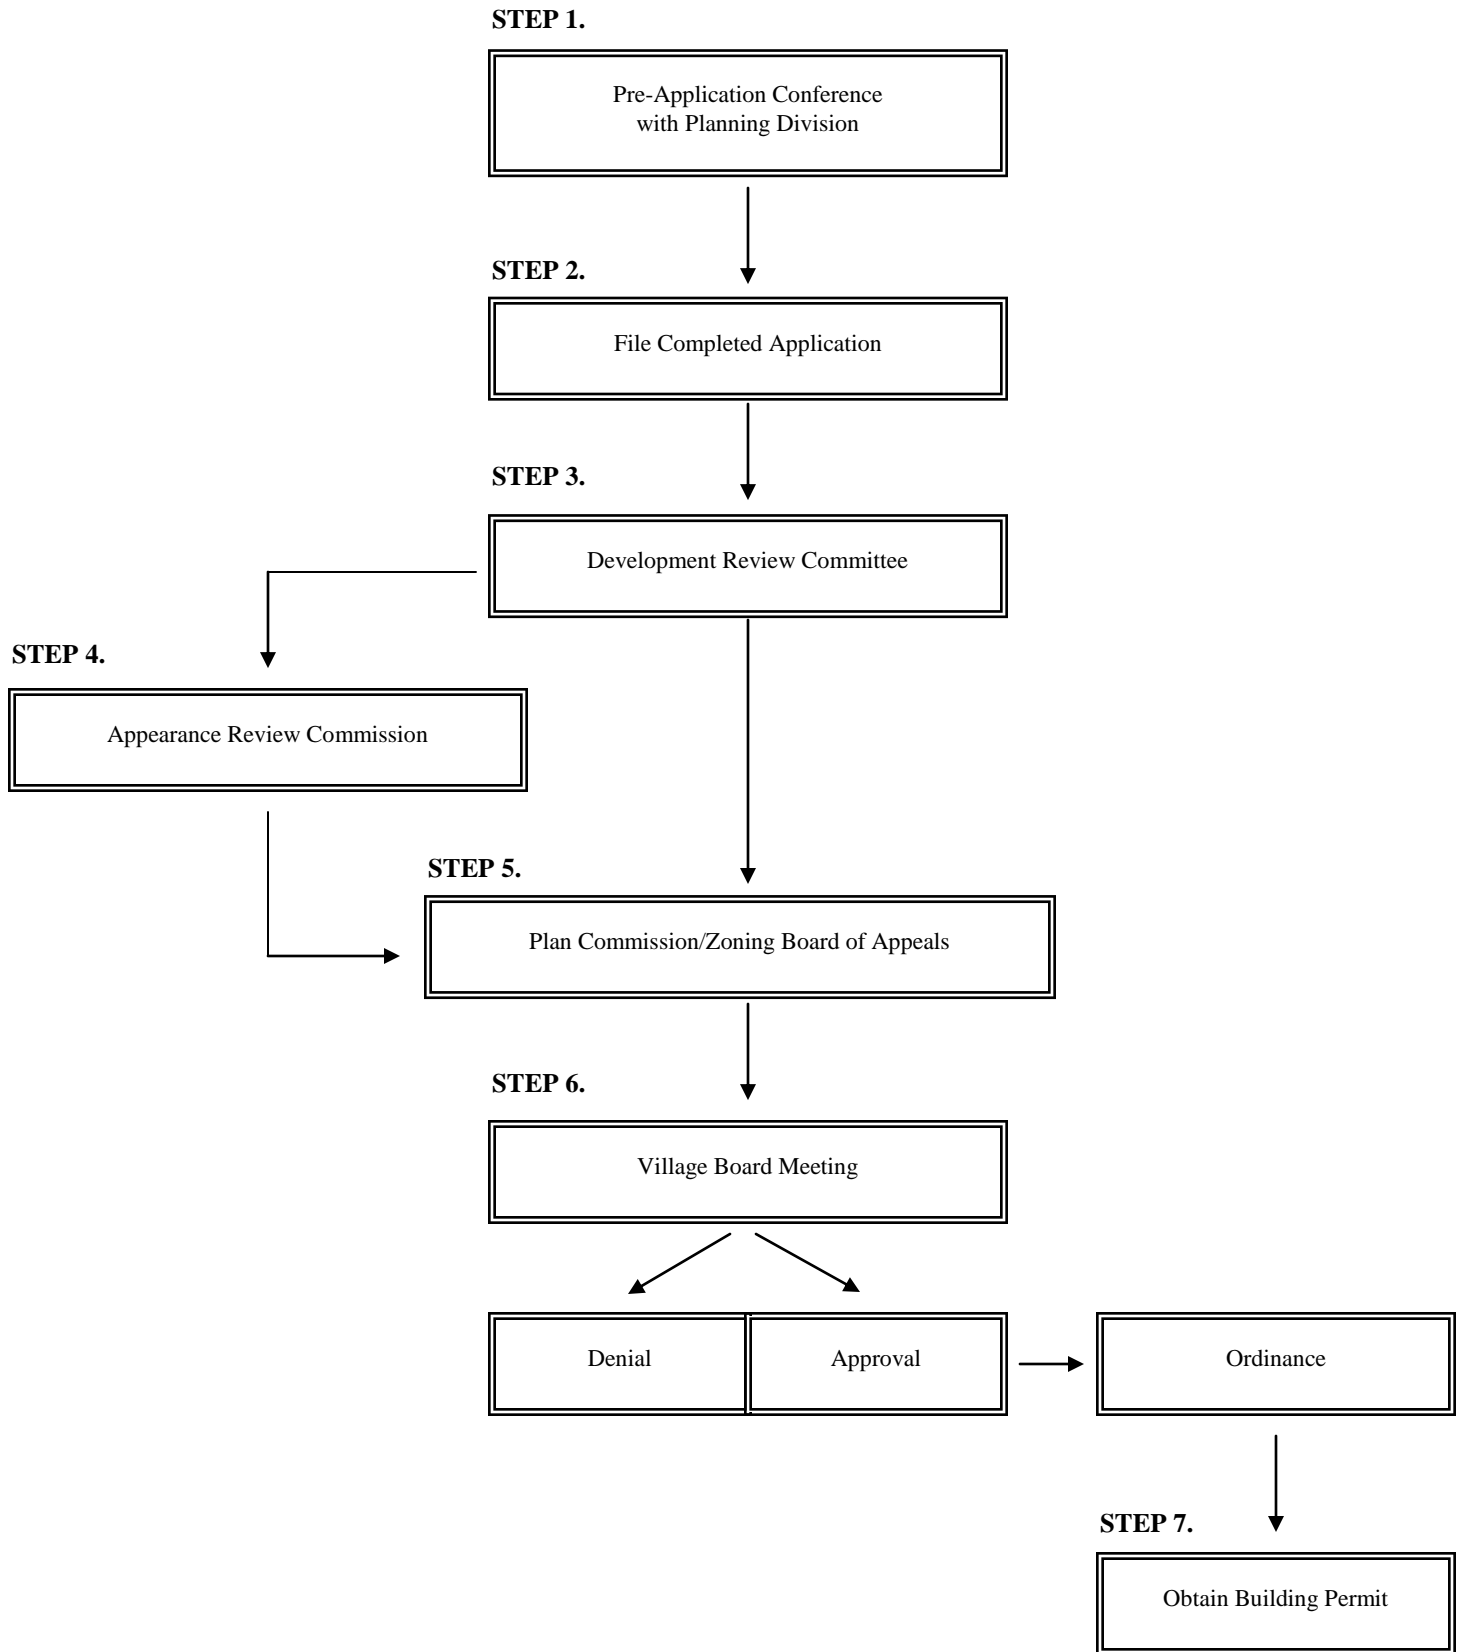 STEP 1.
Pre-Application Conference
with Planning Division
STEP 2.
File Completed Application
STEP 3.
Development Review Committee
STEP 4.
Appearance Review Commission
STEP 5.
Plan Commission/Zoning Board of Appeals
STEP 6.
Village Board Meeting
Denial
Approval
Ordinance
STEP 7.
Obtain Building Permit